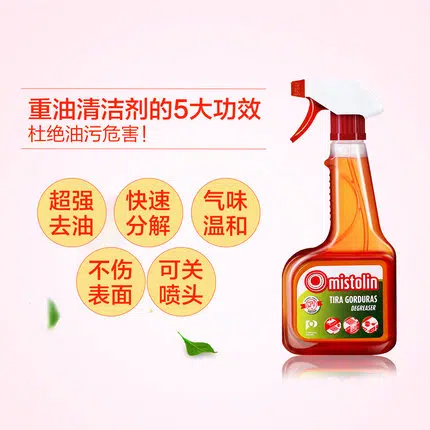 重油清洁剂的5大功效
杜绝油污危害!
超强
去油
快速
分解
气味
温和
不伤
表面
可关
喷头
mistolin
TIRA GORDURAS
DEGREASER